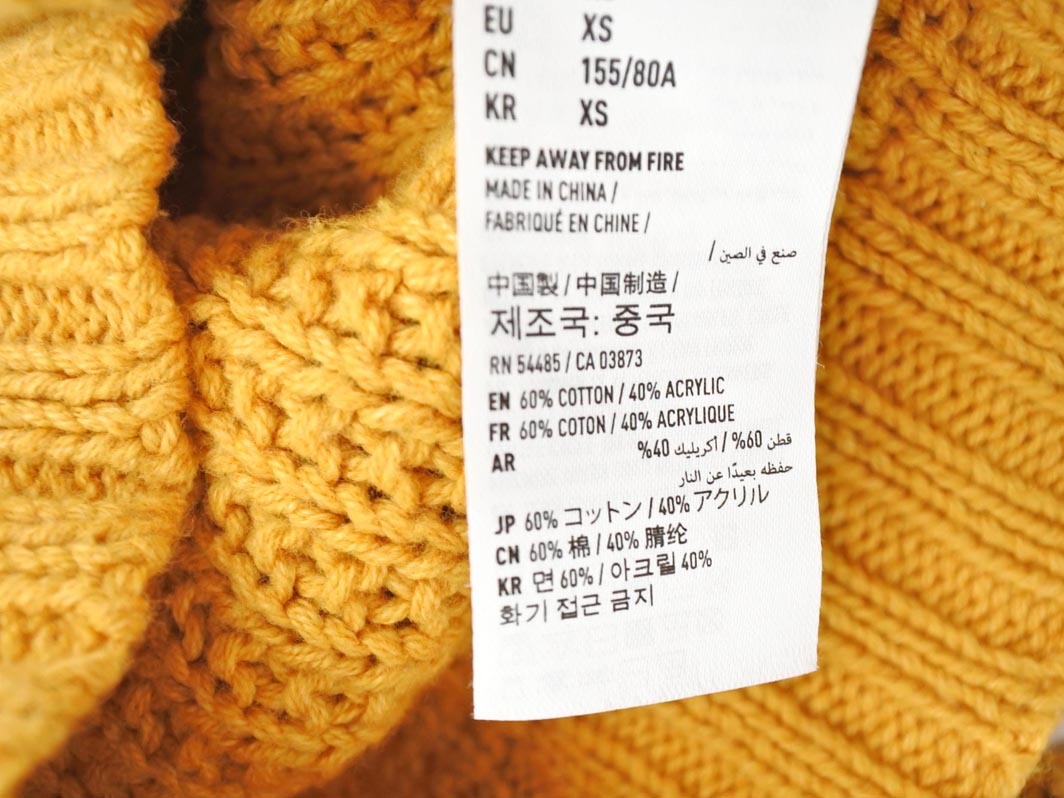 EU XS
CN 155/80A
KR XS
KEEP AWAY FROM FIRE
MADE IN CHINA /
FABRIQUÉ EN CHINE /
صنع في الصين /
中国製 / 中国制造 /
제조국: 중국
RN 54485 / CA 03873
EN 60% COTTON / 40% ACRYLIC
FR 60% COTON / 40% ACRYLIQUE
AR قطن 60% / اكريليك 40%
حفظه بعيدًا عن النار
JP 60% コットン / 40% アクリル
CN 60% 棉 / 40% 腈纶
KR 면 60% / 아크릴 40%
화기 접근 금지